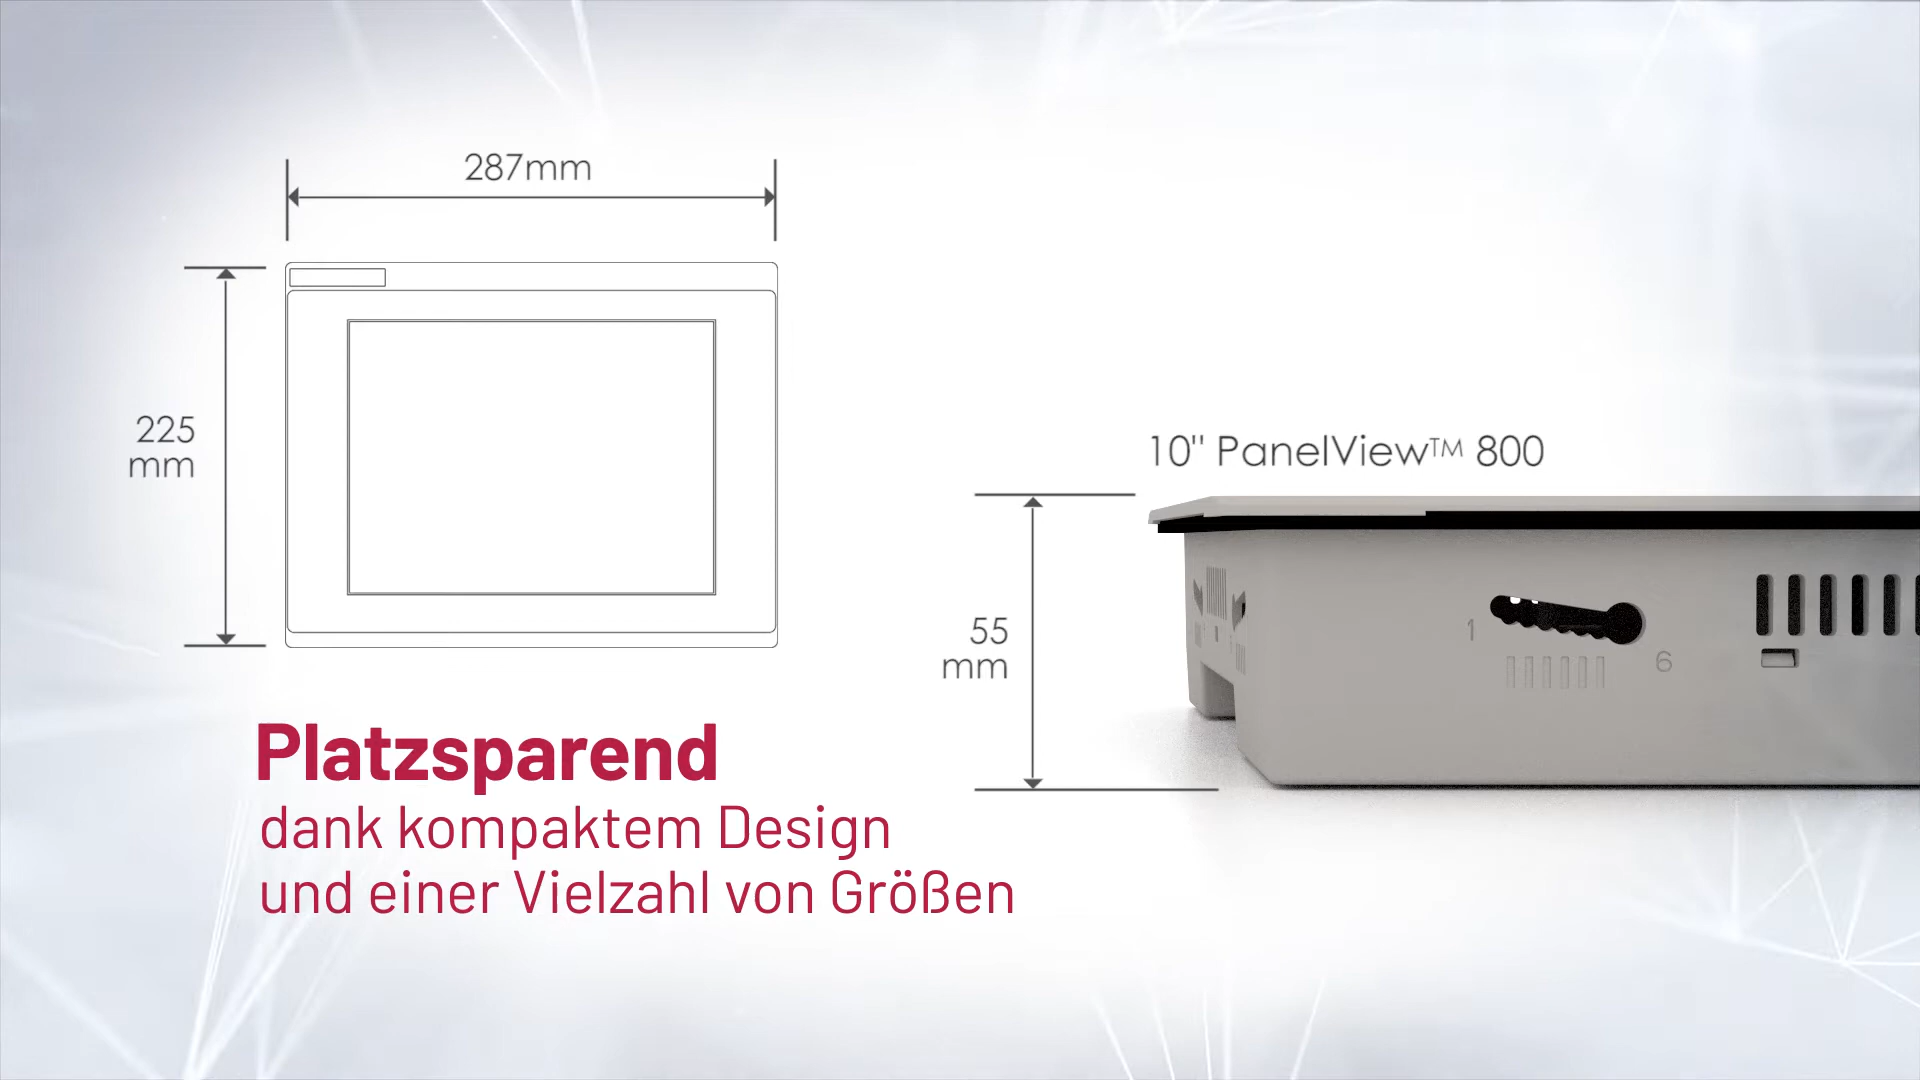 287mm
225
mm
10" PanelView™ 800
55
mm
1
6
Platzsparend
dank kompaktem Design
und einer Vielzahl von Größen